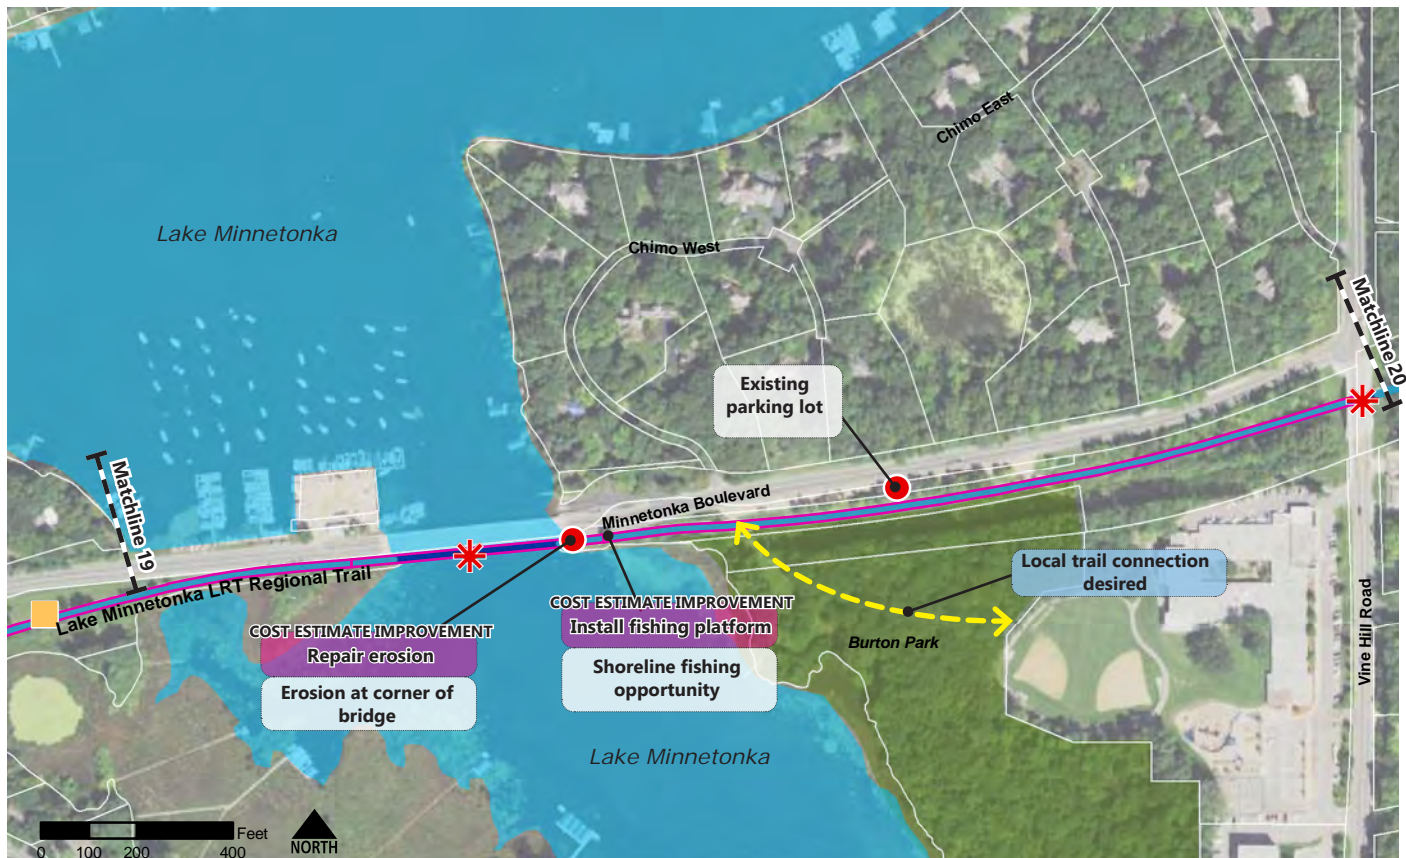 Chimo East
Lake Minnetonka
Chimo West
Matchline 20
Existing
parking lot
Minnetonka Boulevard
Matchline 19
Local trail connection
desired
Lake Minnetonka LRT Regional Trail
COST ESTIMATE IMPROVEMENT
Install fishing platform
Shoreline fishing
opportunity
COST ESTIMATE IMPROVEMENT
Repair erosion
Erosion at corner of
bridge
Burton Park
Vine Hill Road
Lake Minnetonka
Feet
0 100 200 400
NORTH